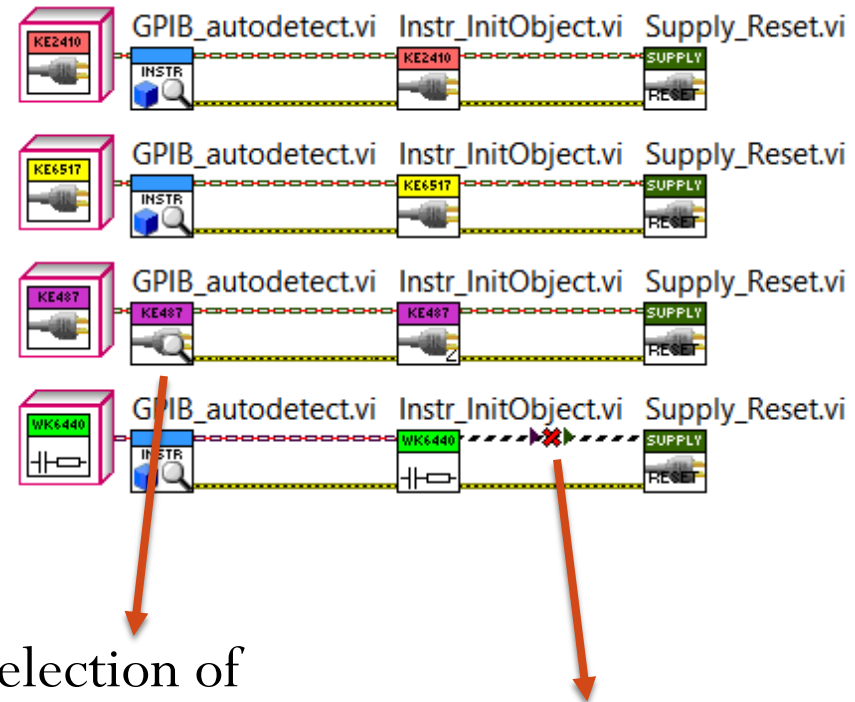 GPIB_autodetect.vi Instr_InitObject.vi Supply_Reset.vi
KE2410 INSTR KE2410 SUPPLY RESET
GPIB_autodetect.vi Instr_InitObject.vi Supply_Reset.vi
KE6517 INSTR KE6517 SUPPLY RESET
GPIB_autodetect.vi Instr_InitObject.vi Supply_Reset.vi
KE487 KE487 KE487 SUPPLY RESET
GPIB_autodetect.vi Instr_InitObject.vi Supply_Reset.vi
WK6440 INSTR WK6440 SUPPLY RESET
election of